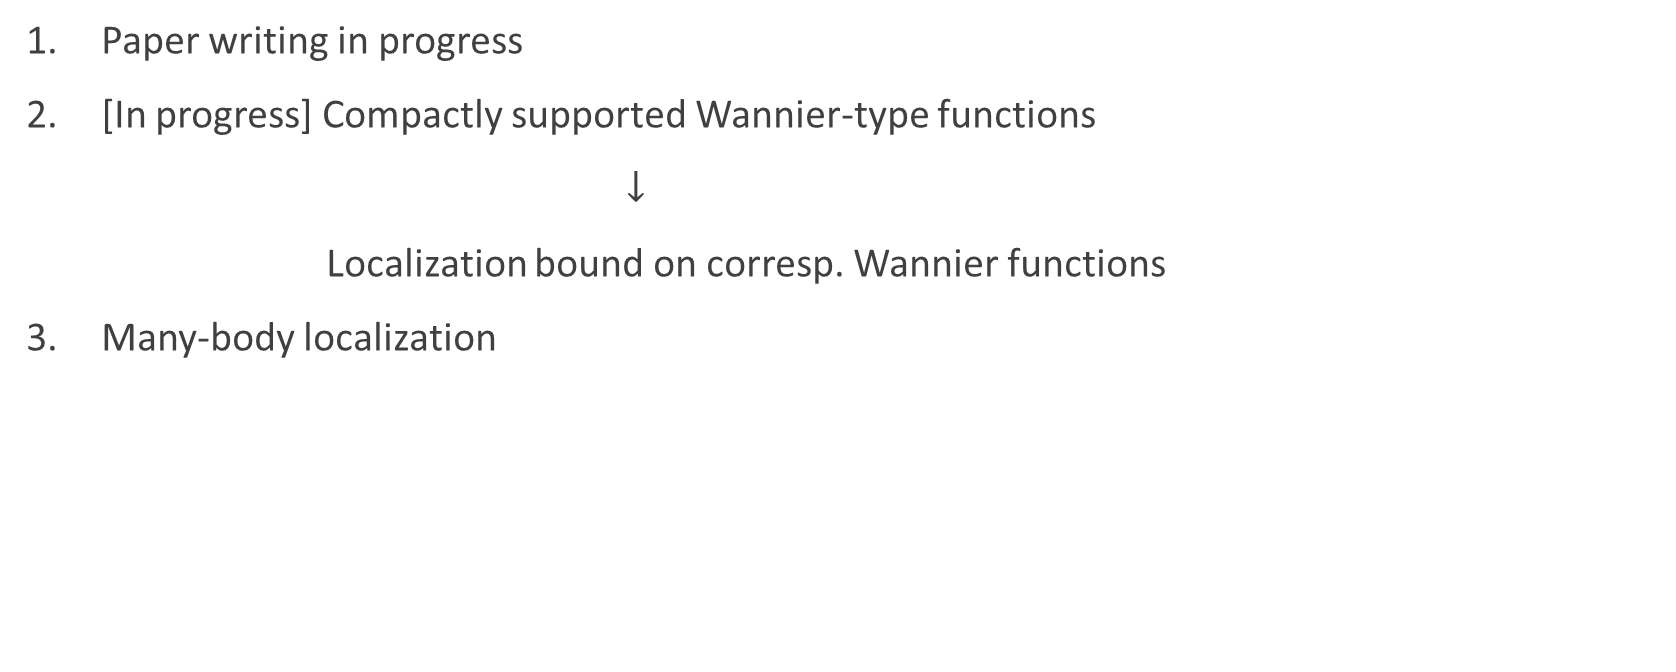 1. Paper writing in progress
2. [In progress] Compactly supported Wannier-type functions
↓
Localization bound on corresp. Wannier functions
3. Many-body localization